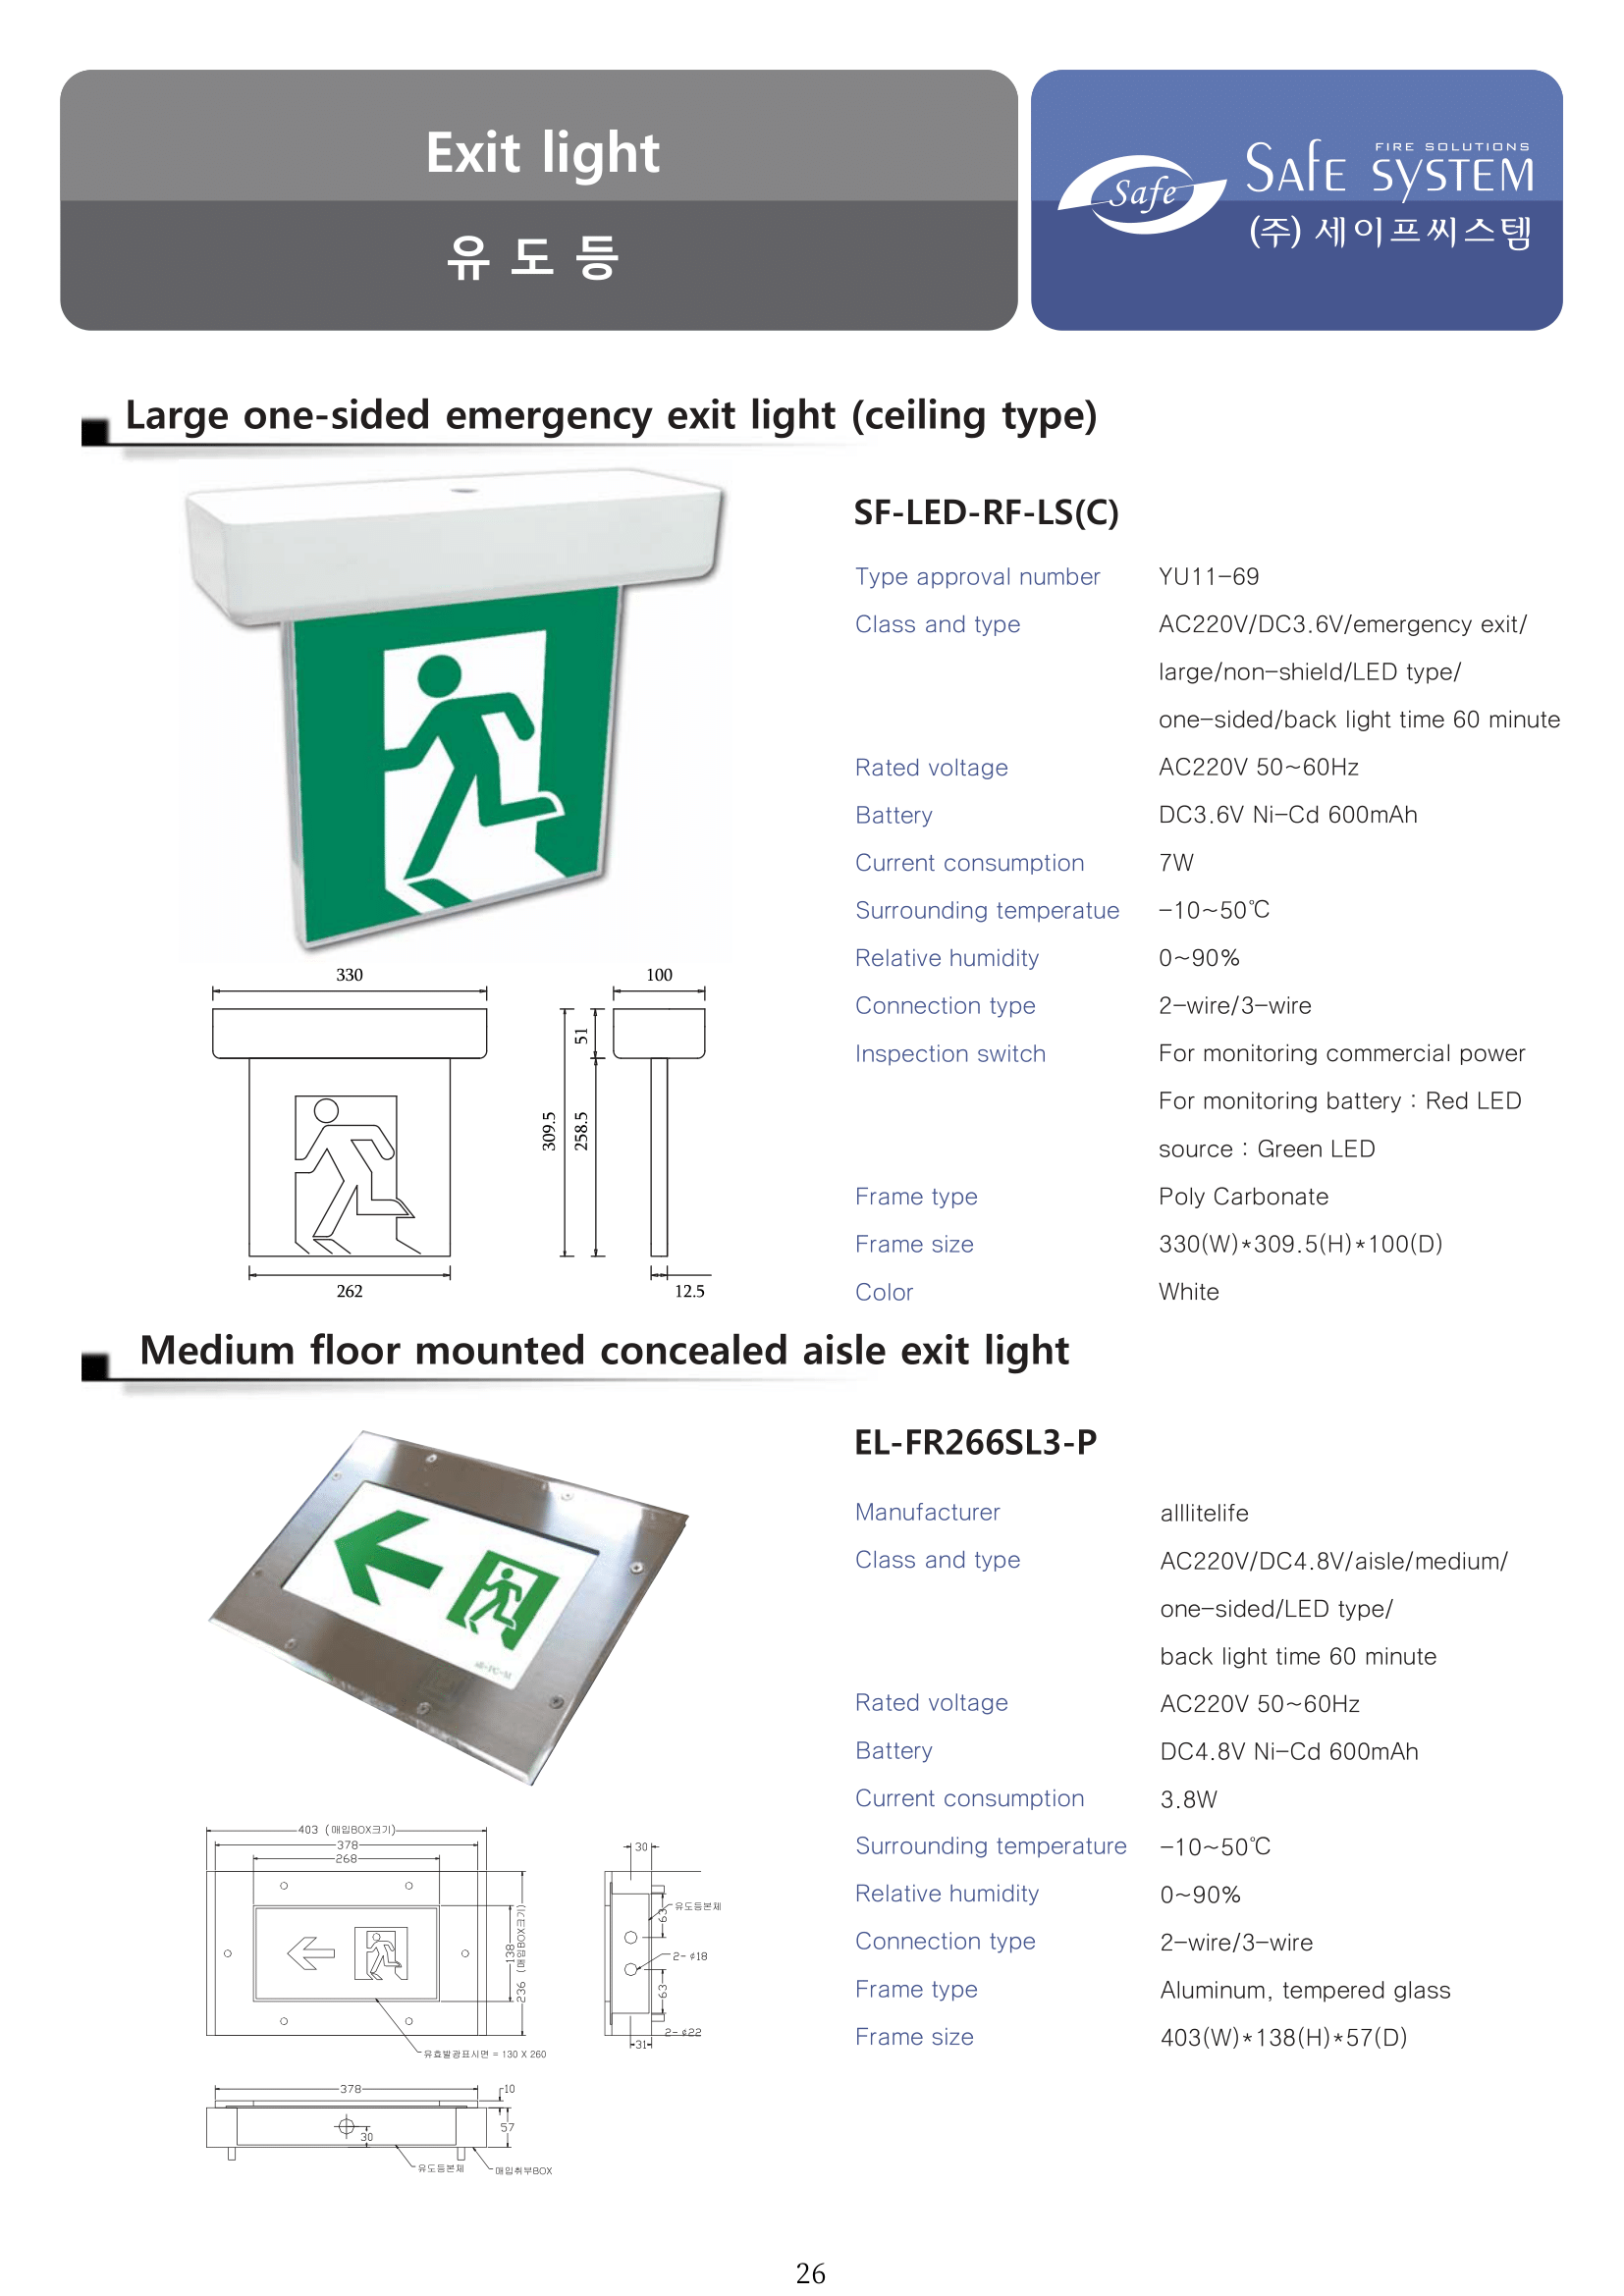 Exit light
유 도 등
Safe
FIRE SOLUTIONS
SAFE SYSTEM
(주) 세이프씨스템
Large one-sided emergency exit light (ceiling type)
SF-LED-RF-LS(C)
Type approval number YU11-69
Class and type AC220V/DC3.6V/emergency exit/
large/non-shield/LED type/
one-sided/back light time 60 minute
Rated voltage AC220V 50~60Hz
Battery DC3.6V Ni-Cd 600mAh
Current consumption 7W
Surrounding temperatue -10~50℃
Relative humidity 0~90%
Connection type 2-wire/3-wire
Inspection switch For monitoring commercial power
For monitoring battery : Red LED
source : Green LED
Frame type Poly Carbonate
Frame size 330(W)*309.5(H)*100(D)
Color White
330
100
51
309.5
258.5
262
12.5
Medium floor mounted concealed aisle exit light
EL-FR266SL3-P
Manufacturer alllitelife
Class and type AC220V/DC4.8V/aisle/medium/
one-sided/LED type/
back light time 60 minute
Rated voltage AC220V 50~60Hz
Battery DC4.8V Ni-Cd 600mAh
Current consumption 3.8W
Surrounding temperature -10~50℃
Relative humidity 0~90%
Connection type 2-wire/3-wire
Frame type Aluminum, tempered glass
Frame size 403(W)*138(H)*57(D)
403 (매입BOX크기)
378
268
138
236 (매입BOX크기)
유효발광표시면 = 130 X 260
30
유도등본체
63
2- ¢18
63
2- ¢22
31
378
10
57
30
유도등본체
매입취부BOX
26